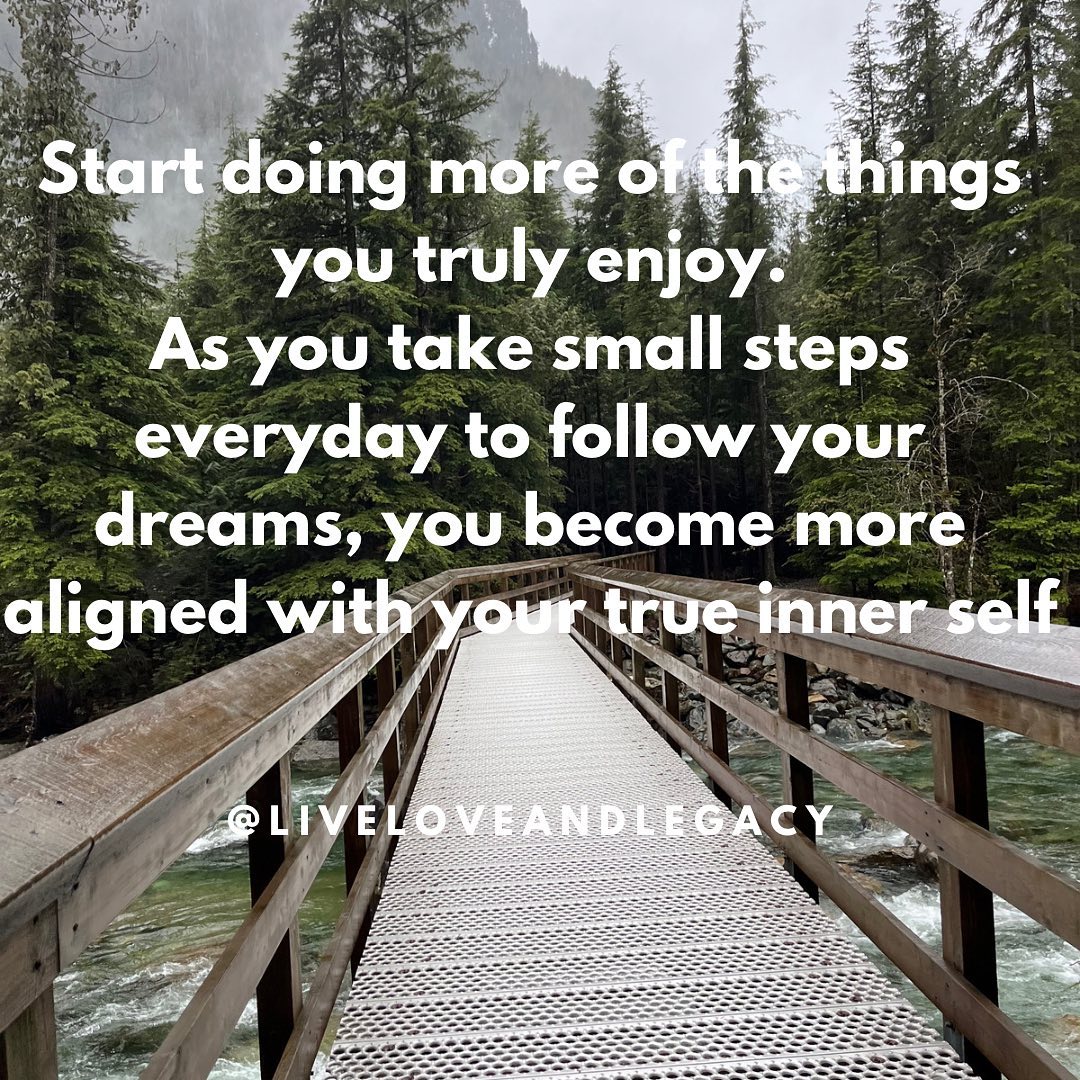 Start doing more of the things
you truly enjoy.
As you take small steps
everyday to follow your
dreams, you become more
aligned with your true inner self
@LIVELOVEANDLEGACY